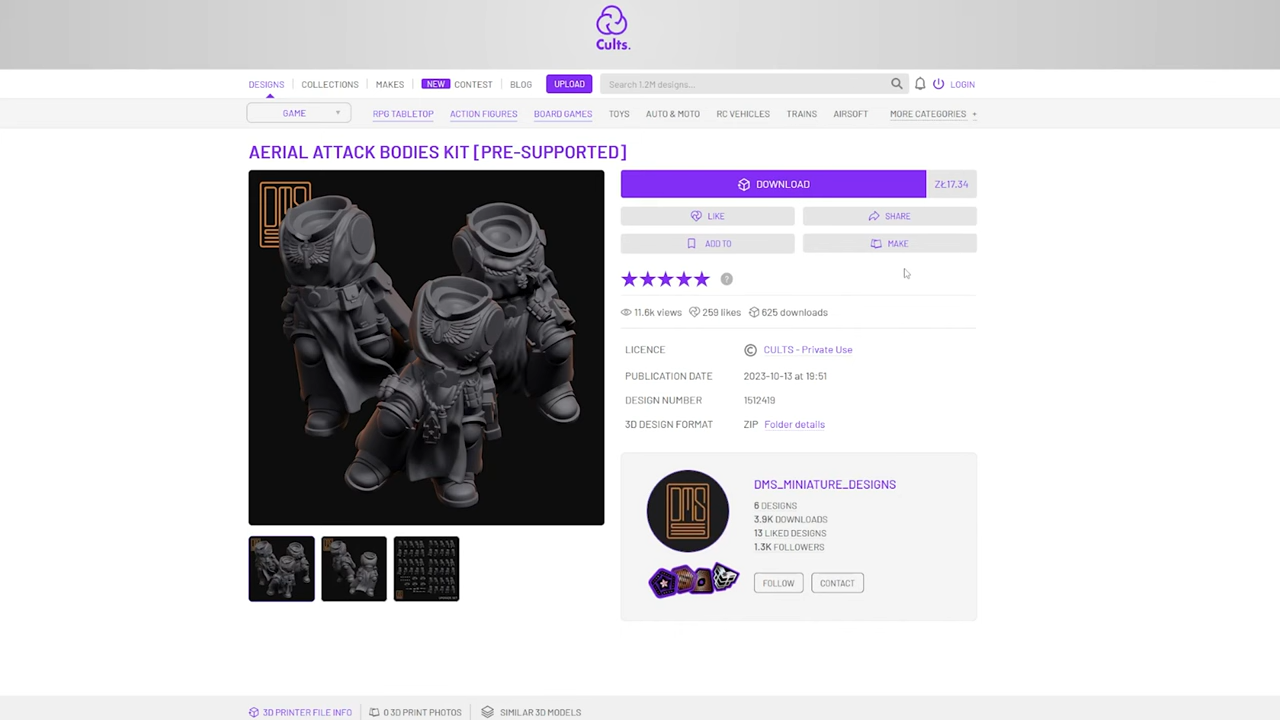 Cults.
DESIGNS COLLECTIONS MAKES NEW CONTEST BLOG UPLOAD Search 1.2M designs... LOGIN
GAME RPG TABLETOP ACTION FIGURES BOARD GAMES TOYS AUTO & MOTO RC VEHICLES TRAINS AIRSOFT MORE CATEGORIES +
AERIAL ATTACK BODIES KIT [PRE-SUPPORTED]
DMS
DOWNLOAD ZŁ17.34
LIKE SHARE
ADD TO MAKE
?
11.6k views 259 likes 625 downloads
LICENCE © CULTS - Private Use
PUBLICATION DATE 2023-10-13 at 19:51
DESIGN NUMBER 1512419
3D DESIGN FORMAT ZIP Folder details
DMS
DMS_MINIATURE_DESIGNS
6 DESIGNS
3.9K DOWNLOADS
13 LIKED DESIGNS
1.3K FOLLOWERS
FOLLOW CONTACT
3D PRINTER FILE INFO 0 3D PRINT PHOTOS SIMILAR 3D MODELS